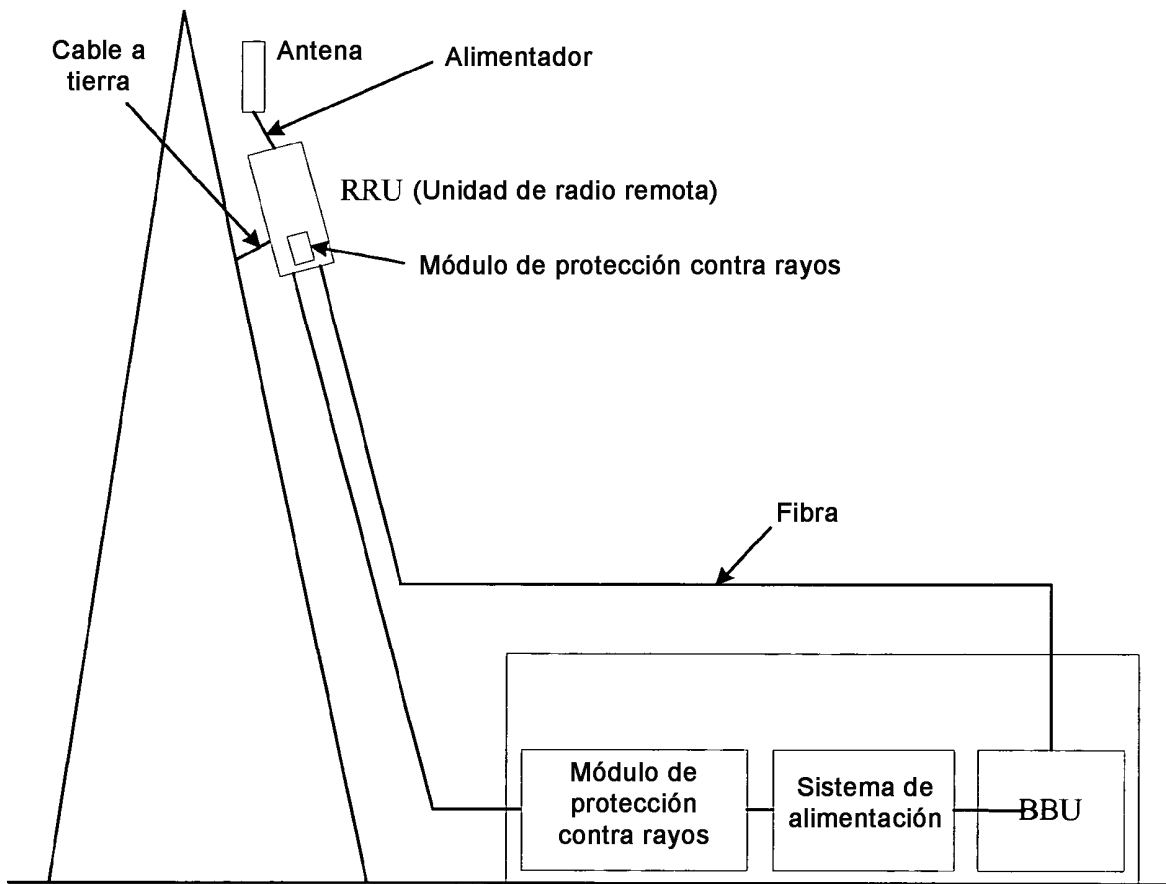 Cable a
tierra
Antena
Alimentador
RRU (Unidad de radio remota)
Módulo de protección contra rayos
Fibra
Módulo de
protección
contra rayos
Sistema de
alimentación
BBU